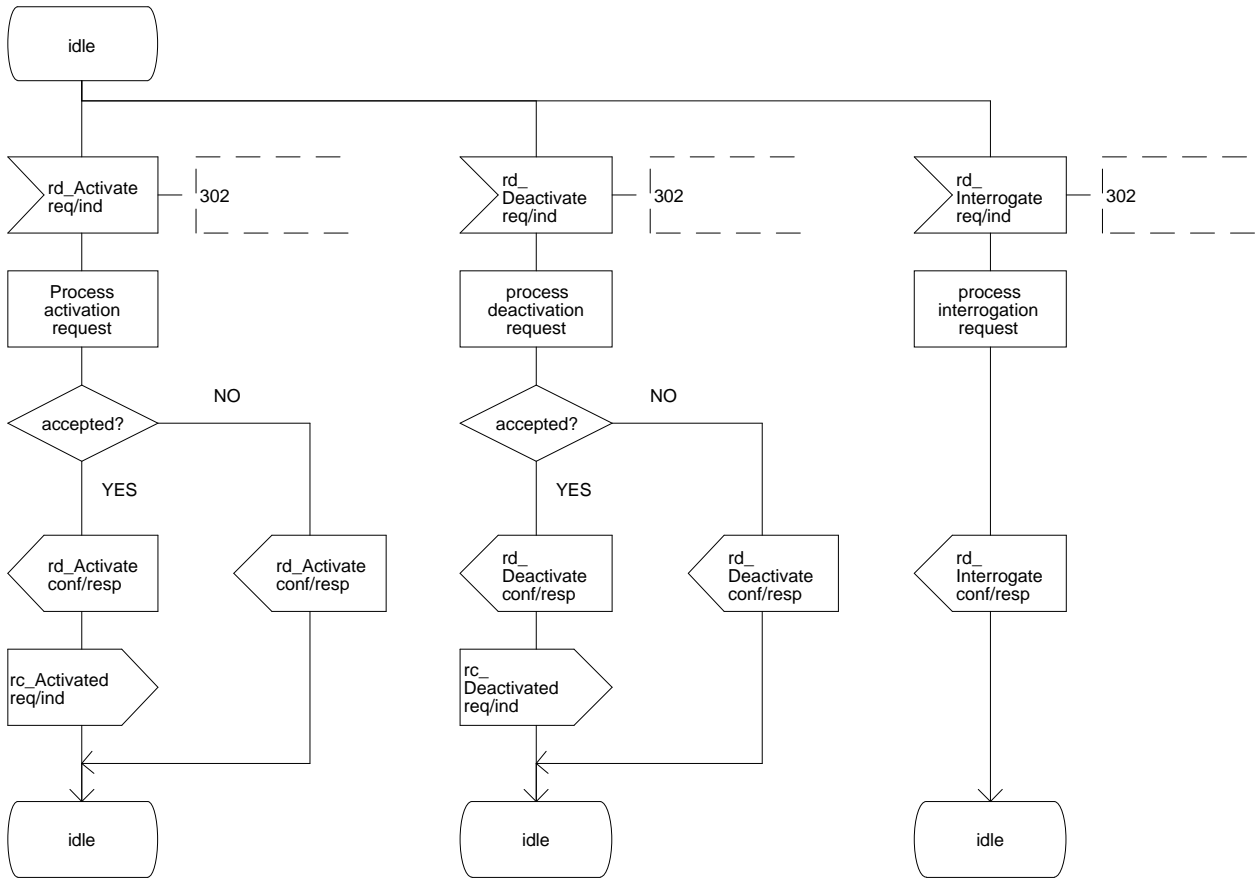 idle
rd_Activate
req/ind
302
rd_
Deactivate
req/ind
302
rd_
Interrogate
req/ind
302
Process
activation
request
process
deactivation
request
process
interrogation
request
accepted?
NO
YES
accepted?
NO
YES
rd_Activate
conf/resp
rd_Activate
conf/resp
rd_
Deactivate
conf/resp
rd_
Deactivate
conf/resp
rd_
Interrogate
conf/resp
rc_Activated
req/ind
rc_
Deactivated
req/ind
idle
idle
idle